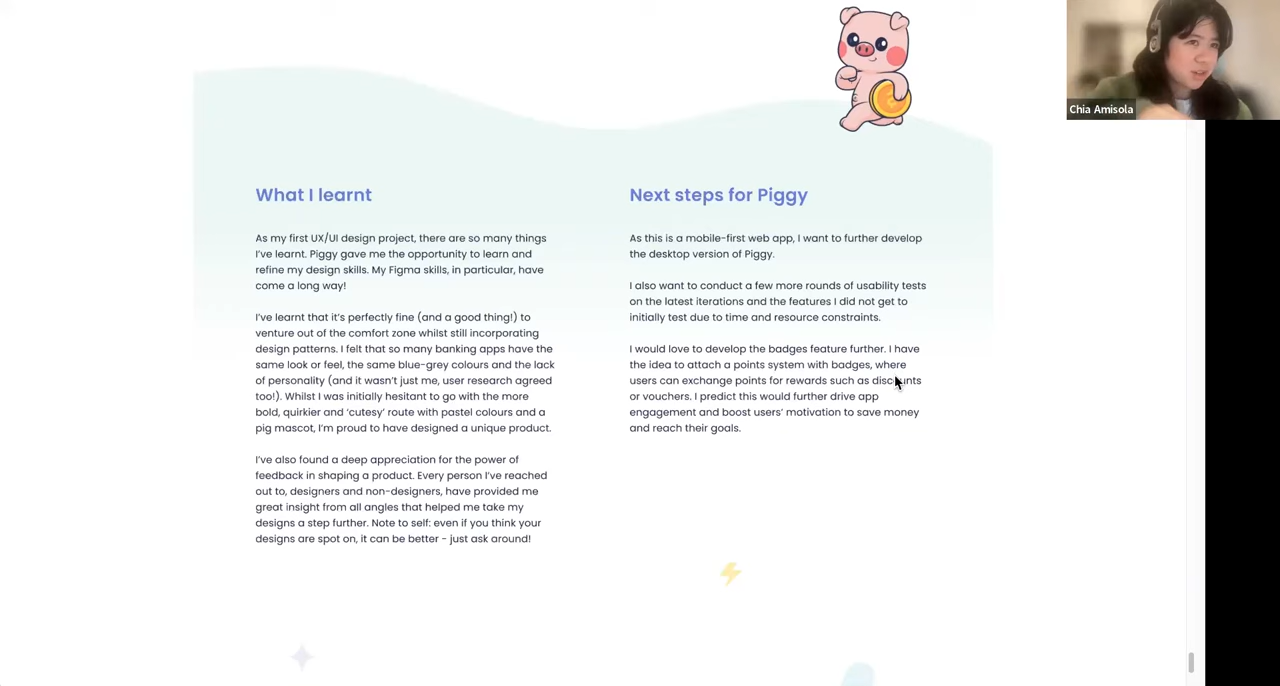 Chia Amisola
What I learnt
As my first UX/UI design project, there are so many things
I've learnt. Piggy gave me the opportunity to learn and
refine my design skills. My Figma skills, in particular, have
come a long way!
I've learnt that it's perfectly fine (and a good thing!) to
venture out of the comfort zone whilst still incorporating
design patterns. I felt that so many banking apps have the
same look or feel, the same blue-grey colours and the lack
of personality (and it wasn't just me, user research agreed
too!). Whilst I was initially hesitant to go with the more
bold, quirkier and 'cutesy' route with pastel colours and a
pig mascot, I'm proud to have designed a unique product.
I've also found a deep appreciation for the power of
feedback in shaping a product. Every person I've reached
out to, designers and non-designers, have provided me
great insight from all angles that helped me take my
designs a step further. Note to self: even if you think your
designs are spot on, it can be better - just ask around!
Next steps for Piggy
As this is a mobile-first web app, I want to further develop
the desktop version of Piggy.
I also want to conduct a few more rounds of usability tests
on the latest iterations and the features I did not get to
initially test due to time and resource constraints.
I would love to develop the badges feature further. I have
the idea to attach a points system with badges, where
users can exchange points for rewards such as discounts
or vouchers. I predict this would further drive app
engagement and boost users' motivation to save money
and reach their goals.